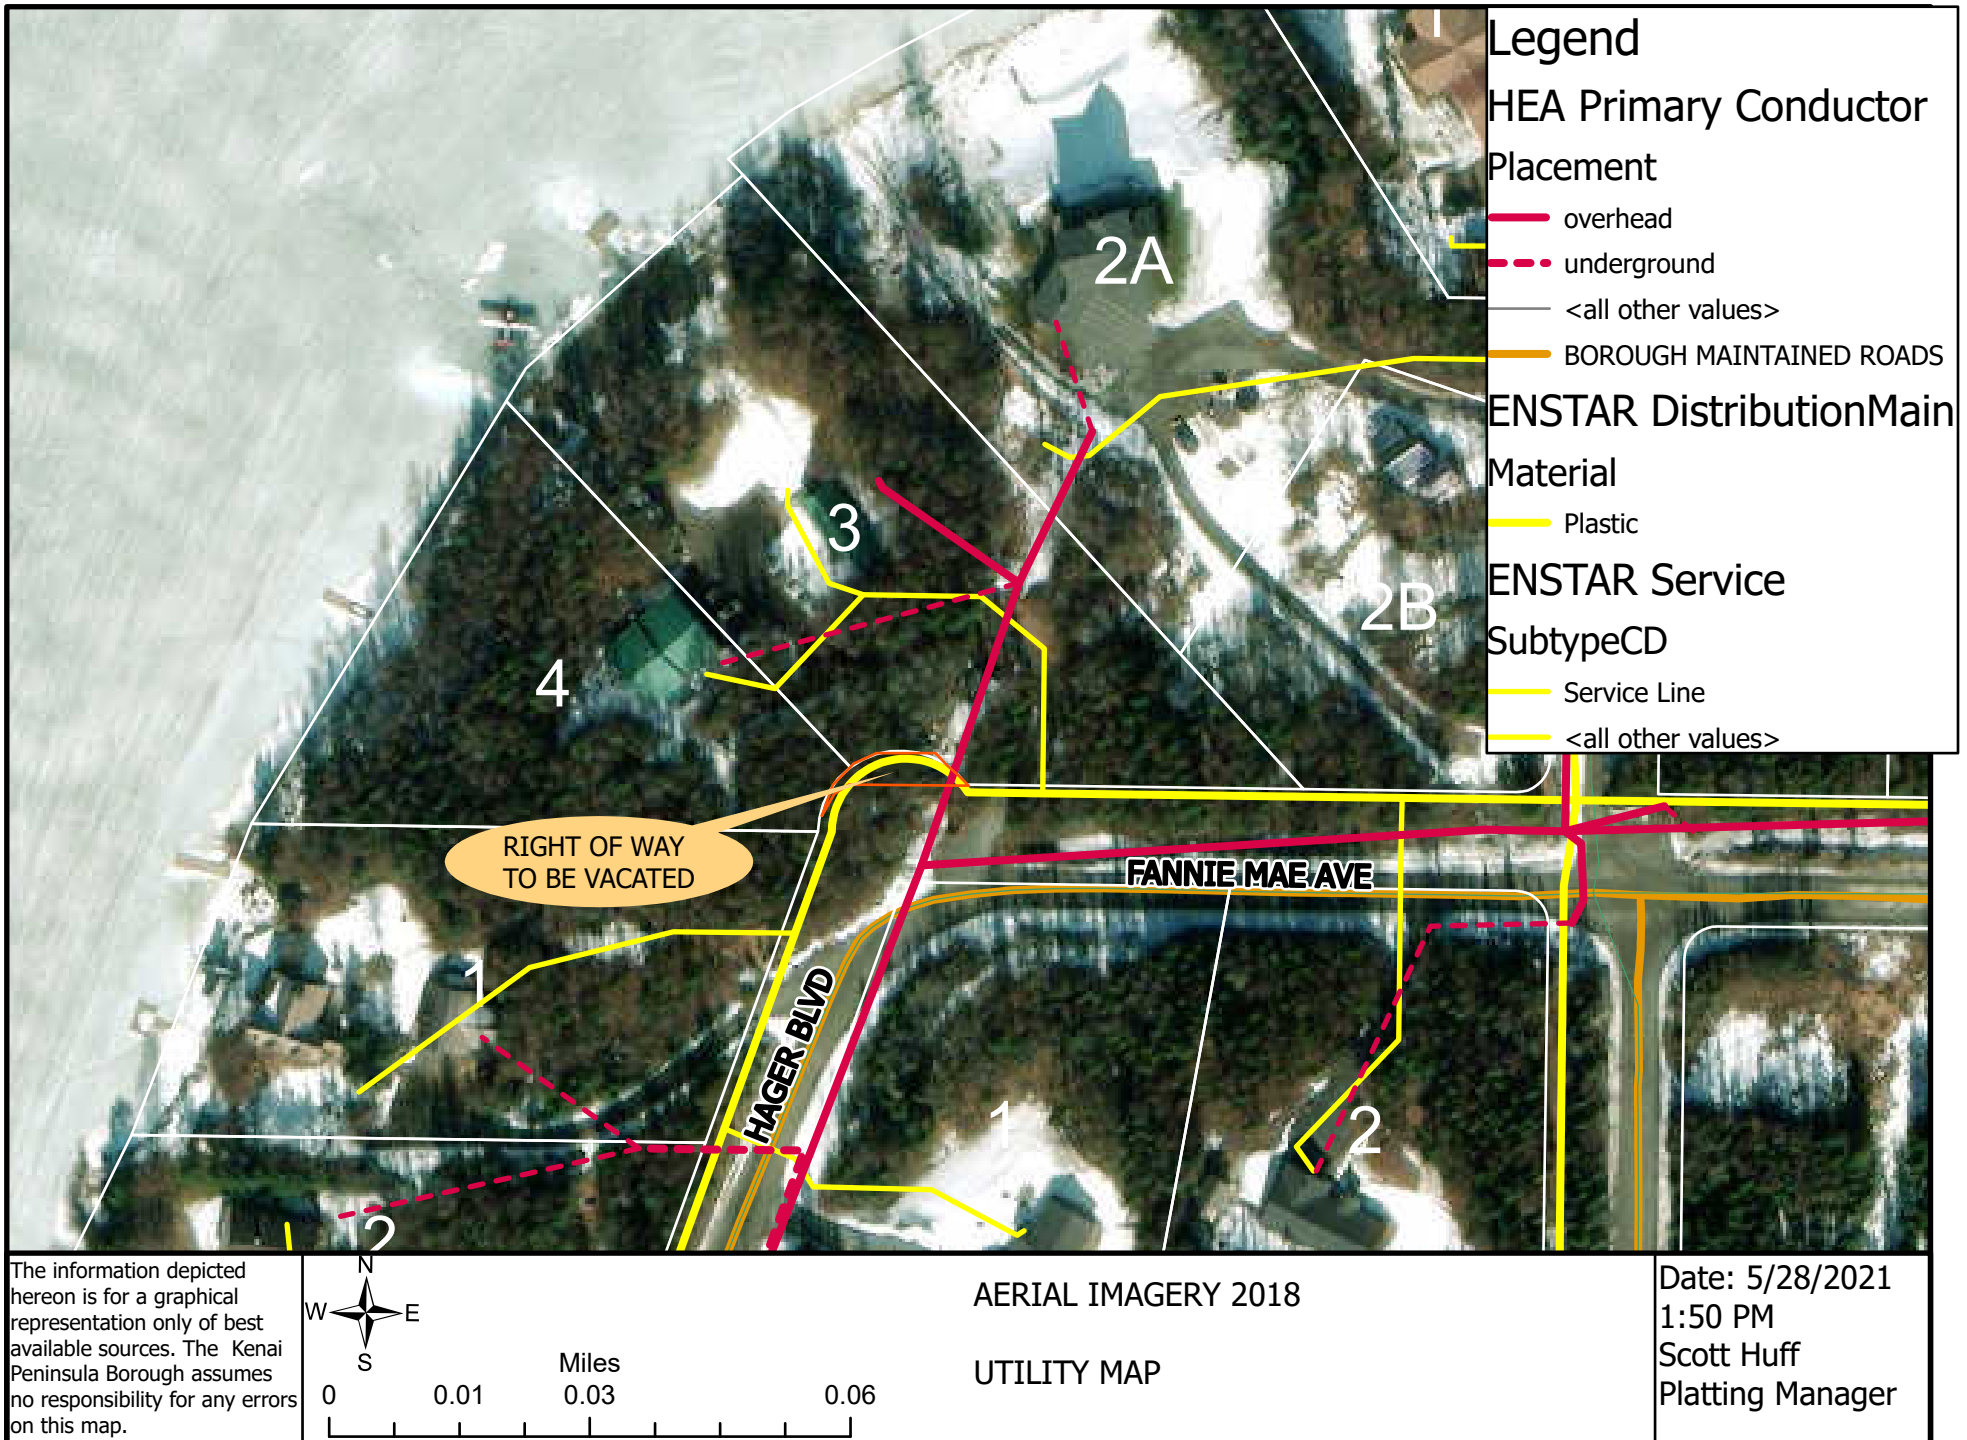 Legend
HEA Primary Conductor
Placement
overhead
underground
<all other values>
BOROUGH MAINTAINED ROADS
ENSTAR DistributionMain
Material
Plastic
ENSTAR Service
SubtypeCD
Service Line
<all other values>
1
2A
3
2B
4
RIGHT OF WAY
TO BE VACATED
FANNIE MAE AVE
HAGER BLVD
1
1
2
2
The information depicted
hereon is for a graphical
representation only of best
available sources. The Kenai
Peninsula Borough assumes
no responsibility for any errors
on this map.
N
W E
S
Miles
0 0.01 0.03 0.06
AERIAL IMAGERY 2018
UTILITY MAP
Date: 5/28/2021
1:50 PM
Scott Huff
Platting Manager